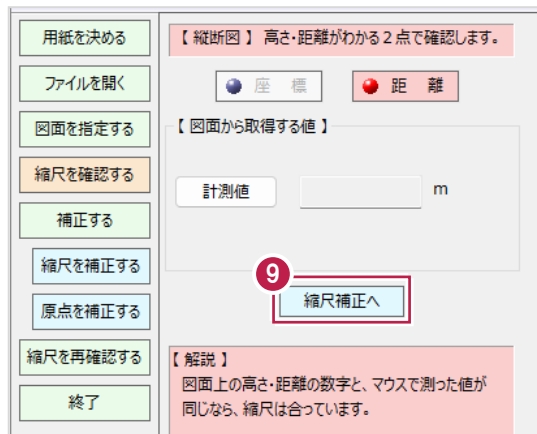 用紙を決める
ファイルを開く
図面を指定する
縮尺を確認する
補正する
縮尺を補正する
原点を補正する
縮尺を再確認する
終了
【 縦断図 】 高さ・距離がわかる２点で確認します。
座 標
距 離
【 図面から取得する値 】
計測値
m
9
縮尺補正へ
【 解説 】
図面上の高さ・距離の数字と、マウスで測った値が
同じなら、縮尺は合っています。